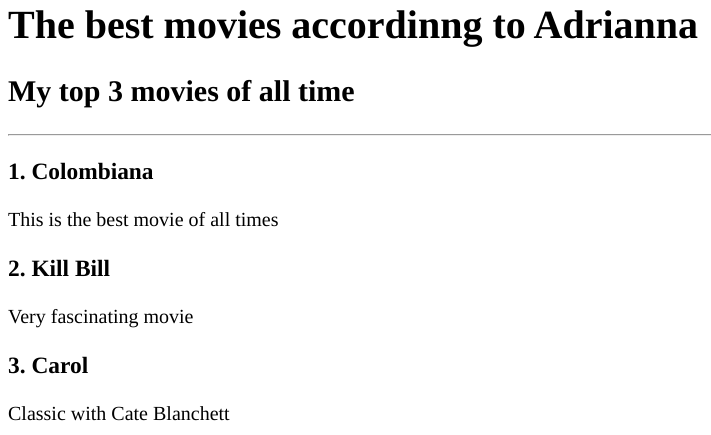 The best movies accordinng to Adrianna
My top 3 movies of all time
1. Colombiana
This is the best movie of all times
2. Kill Bill
Very fascinating movie
3. Carol
Classic with Cate Blanchett